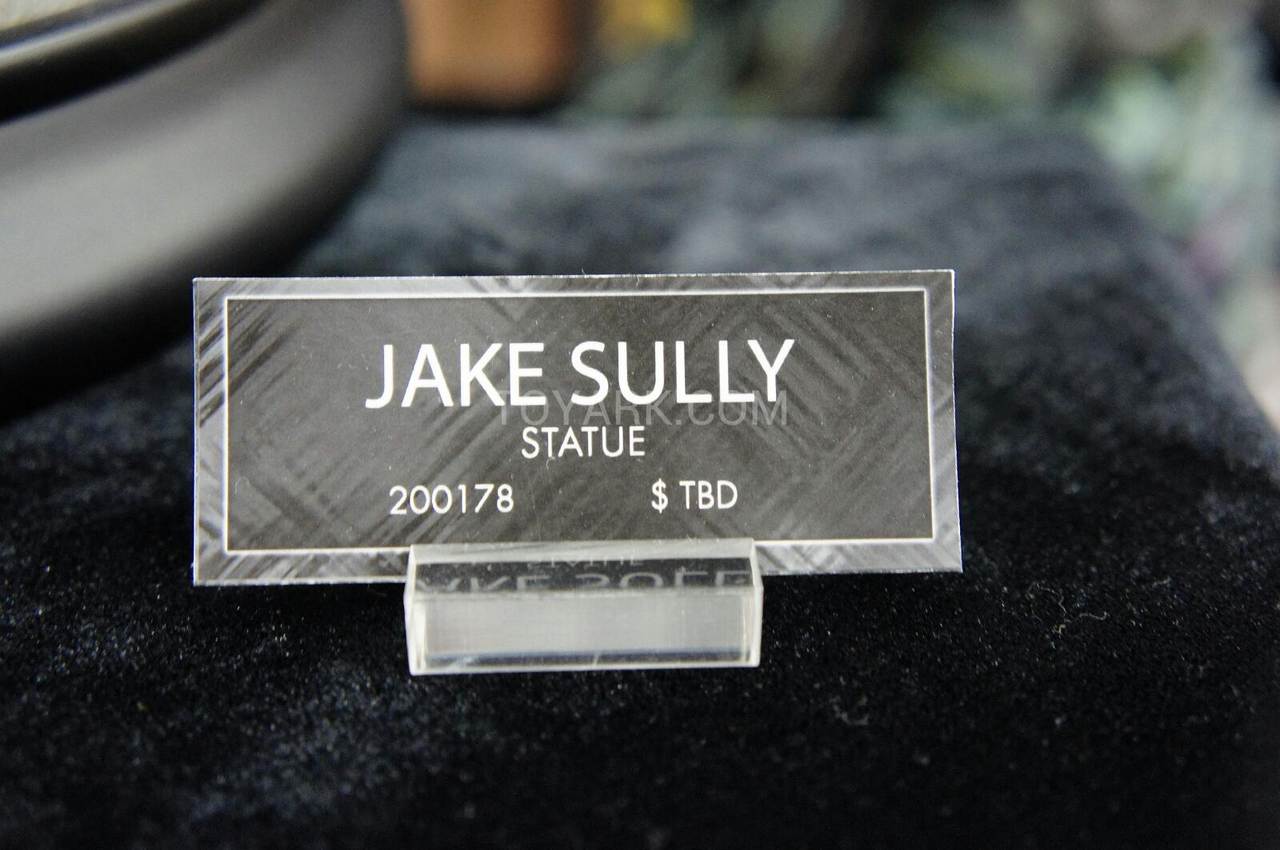 JAKE SULLY
TOYARK.COM
STATUE
200178 $ TBD